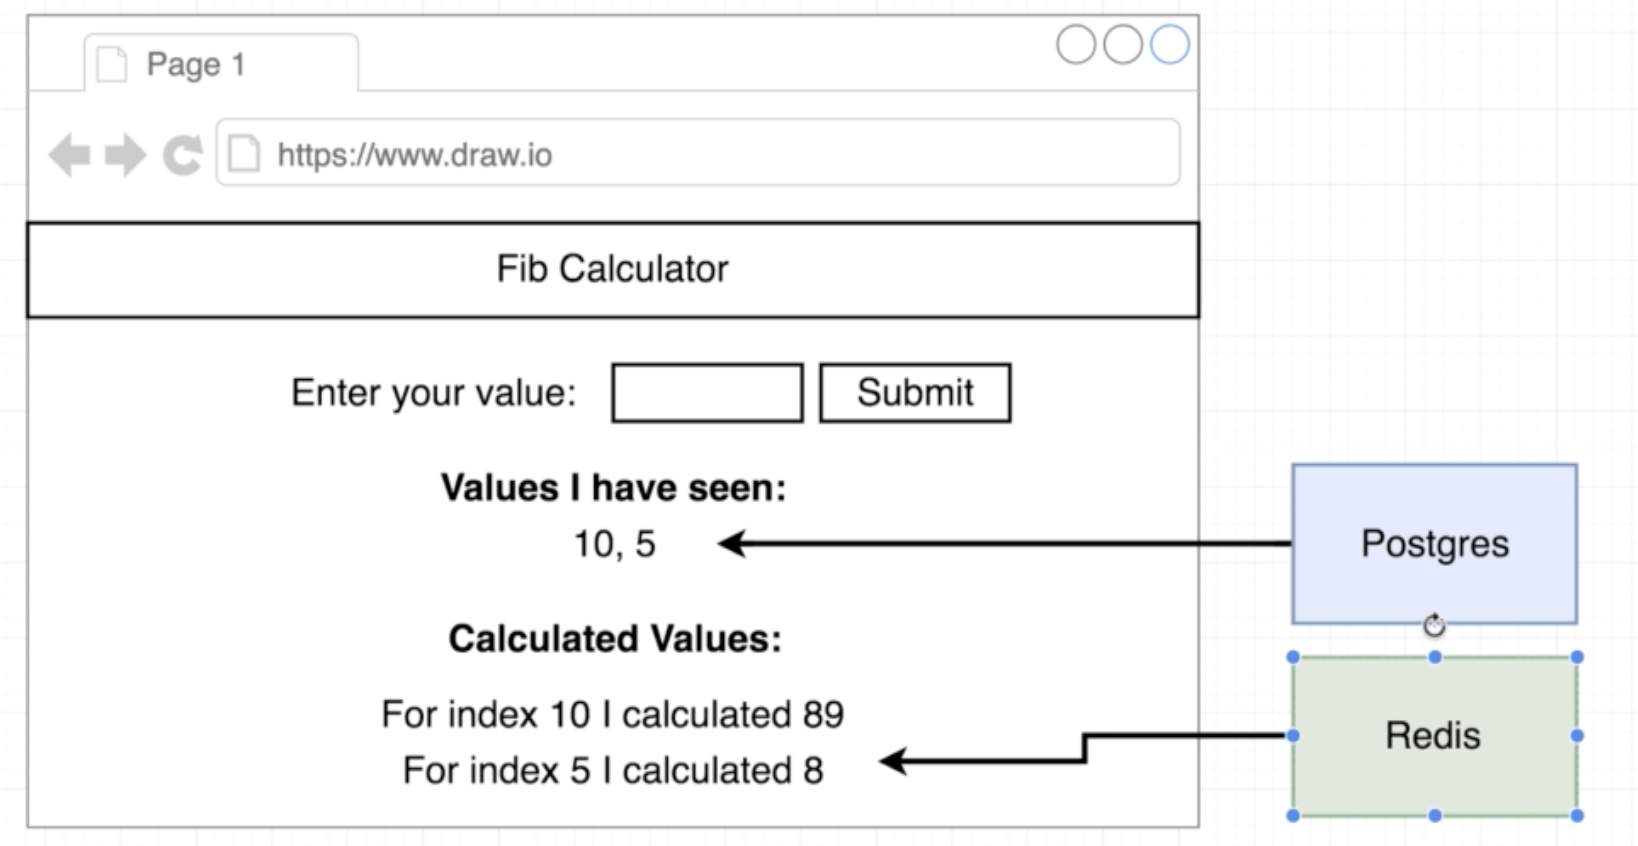 Page 1
https://www.draw.io
Fib Calculator
Enter your value: Submit
Values I have seen:
10, 5
Postgres
Calculated Values:
For index 10 I calculated 89
Redis
For index 5 I calculated 8